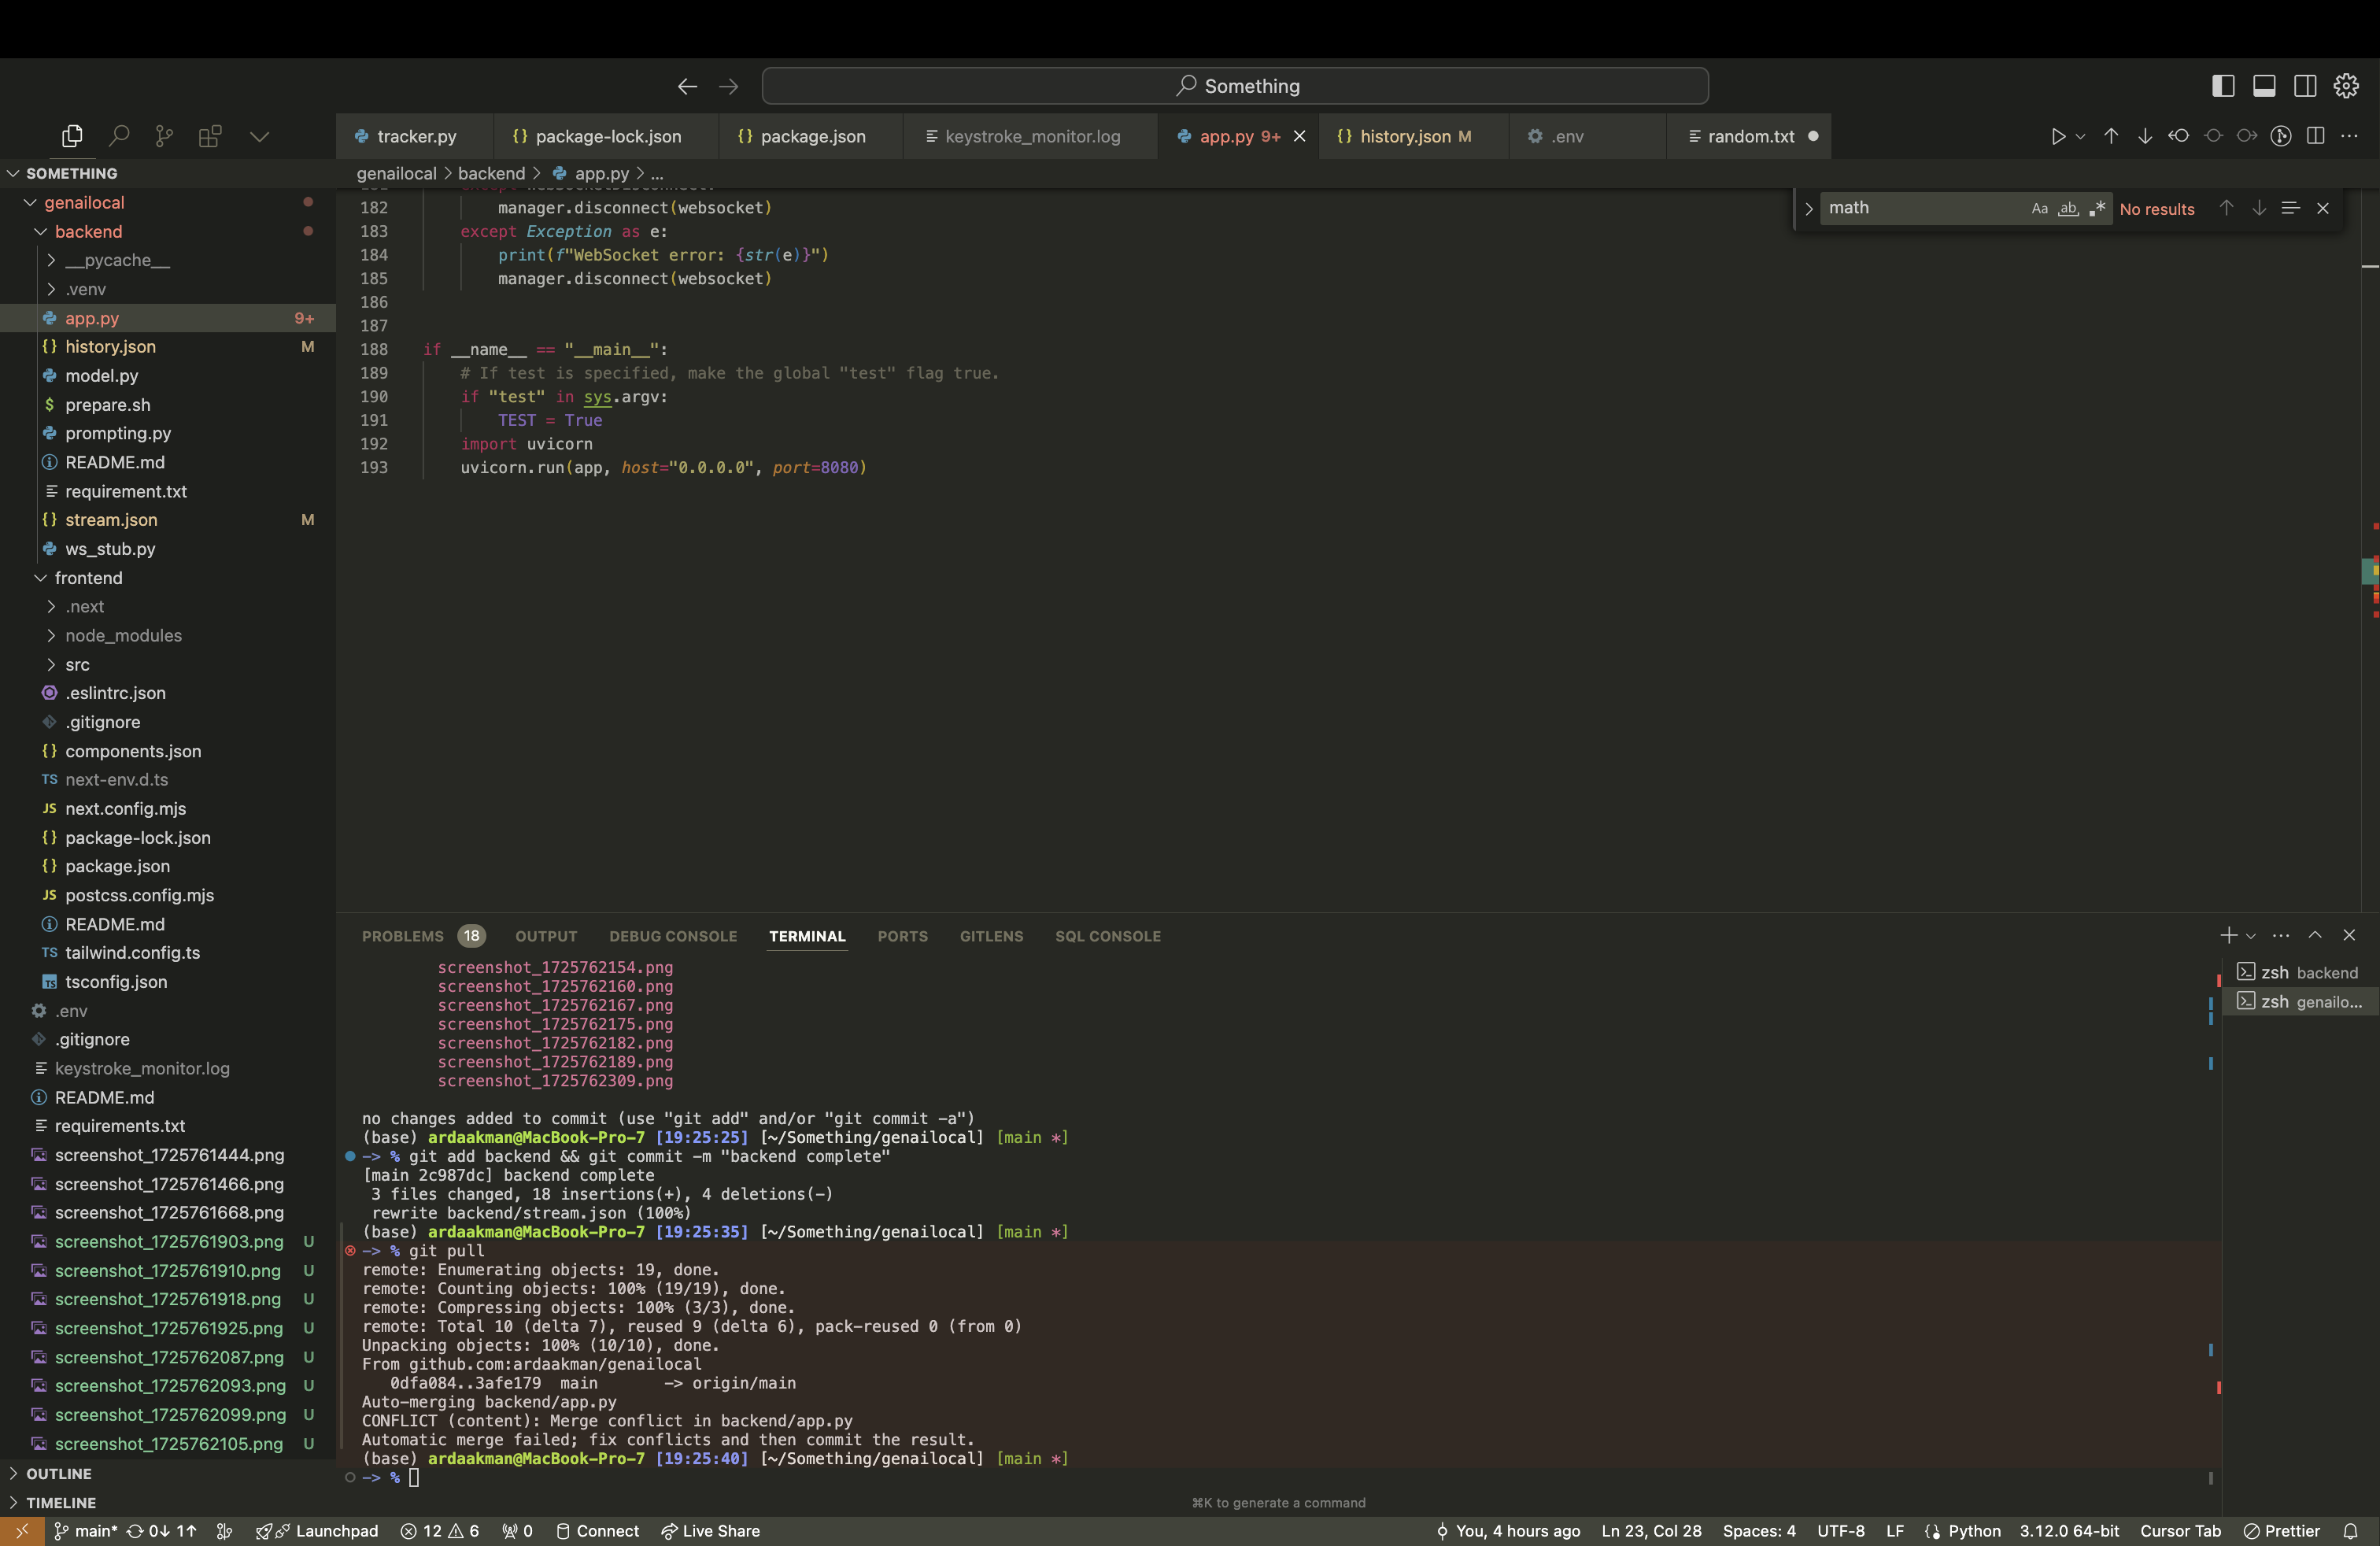 Something
tracker.py
package-lock.json
package.json
keystroke_monitor.log
app.py 9+
history.json M
.env
random.txt
SOMETHING
genailocal > backend > app.py > ...
math
Aa ab .*
No results
genailocal
backend
__pycache__
.venv
app.py 9+
history.json M
model.py
prepare.sh
prompting.py
README.md
requirement.txt
stream.json M
ws_stub.py
frontend
.next
node_modules
src
.eslintrc.json
.gitignore
components.json
TS next-env.d.ts
JS next.config.mjs
package-lock.json
package.json
JS postcss.config.mjs
README.md
TS tailwind.config.ts
TS tsconfig.json
.env
.gitignore
keystroke_monitor.log
README.md
requirements.txt
screenshot_1725761444.png
screenshot_1725761466.png
screenshot_1725761668.png
screenshot_1725761903.png U
screenshot_1725761910.png U
screenshot_1725761918.png U
screenshot_1725761925.png U
screenshot_1725762087.png U
screenshot_1725762093.png U
screenshot_1725762099.png U
screenshot_1725762105.png U
OUTLINE
TIMELINE
182 manager.disconnect(websocket)
183 except Exception as e:
184 print(f"WebSocket error: {str(e)}")
185 manager.disconnect(websocket)
186
187
188 if __name__ == "__main__":
189 # If test is specified, make the global "test" flag true.
190 if "test" in sys.argv:
191 TEST = True
192 import uvicorn
193 uvicorn.run(app, host="0.0.0.0", port=8080)
PROBLEMS 18 OUTPUT DEBUG CONSOLE TERMINAL PORTS GITLENS SQL CONSOLE
zsh backend
zsh genailo...
screenshot_1725762154.png
screenshot_1725762160.png
screenshot_1725762167.png
screenshot_1725762175.png
screenshot_1725762182.png
screenshot_1725762189.png
screenshot_1725762309.png
no changes added to commit (use "git add" and/or "git commit -a")
(base) ardaakman@MacBook-Pro-7 [19:25:25] [~/Something/genailocal] [main *]
-> % git add backend && git commit -m "backend complete"
[main 2c987dc] backend complete
3 files changed, 18 insertions(+), 4 deletions(-)
rewrite backend/stream.json (100%)
(base) ardaakman@MacBook-Pro-7 [19:25:35] [~/Something/genailocal] [main *]
-> % git pull
remote: Enumerating objects: 19, done.
remote: Counting objects: 100% (19/19), done.
remote: Compressing objects: 100% (3/3), done.
remote: Total 10 (delta 7), reused 9 (delta 6), pack-reused 0 (from 0)
Unpacking objects: 100% (10/10), done.
From github.com:ardaakman/genailocal
0dfa084..3afe179 main -> origin/main
Auto-merging backend/app.py
CONFLICT (content): Merge conflict in backend/app.py
Automatic merge failed; fix conflicts and then commit the result.
(base) ardaakman@MacBook-Pro-7 [19:25:40] [~/Something/genailocal] [main *]
-> %
⌘K to generate a command
main* 0↓ 1↑ Launchpad 12 6 0 Connect Live Share
You, 4 hours ago Ln 23, Col 28 Spaces: 4 UTF-8 LF Python 3.12.0 64-bit Cursor Tab Prettier